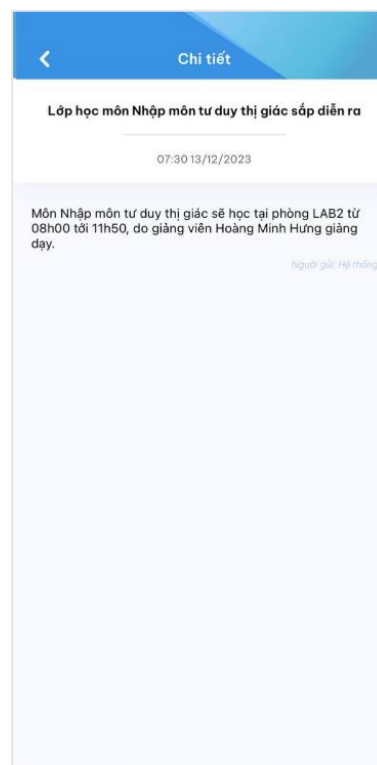 Chi tiết
Lớp học môn Nhập môn tư duy thị giác sắp diễn ra
07:30 13/12/2023
Môn Nhập môn tư duy thị giác sẽ học tại phòng LAB2 từ
08h00 tới 11h50, do giảng viên Hoàng Minh Hưng giảng
dạy.
Người gửi: Hệ thống